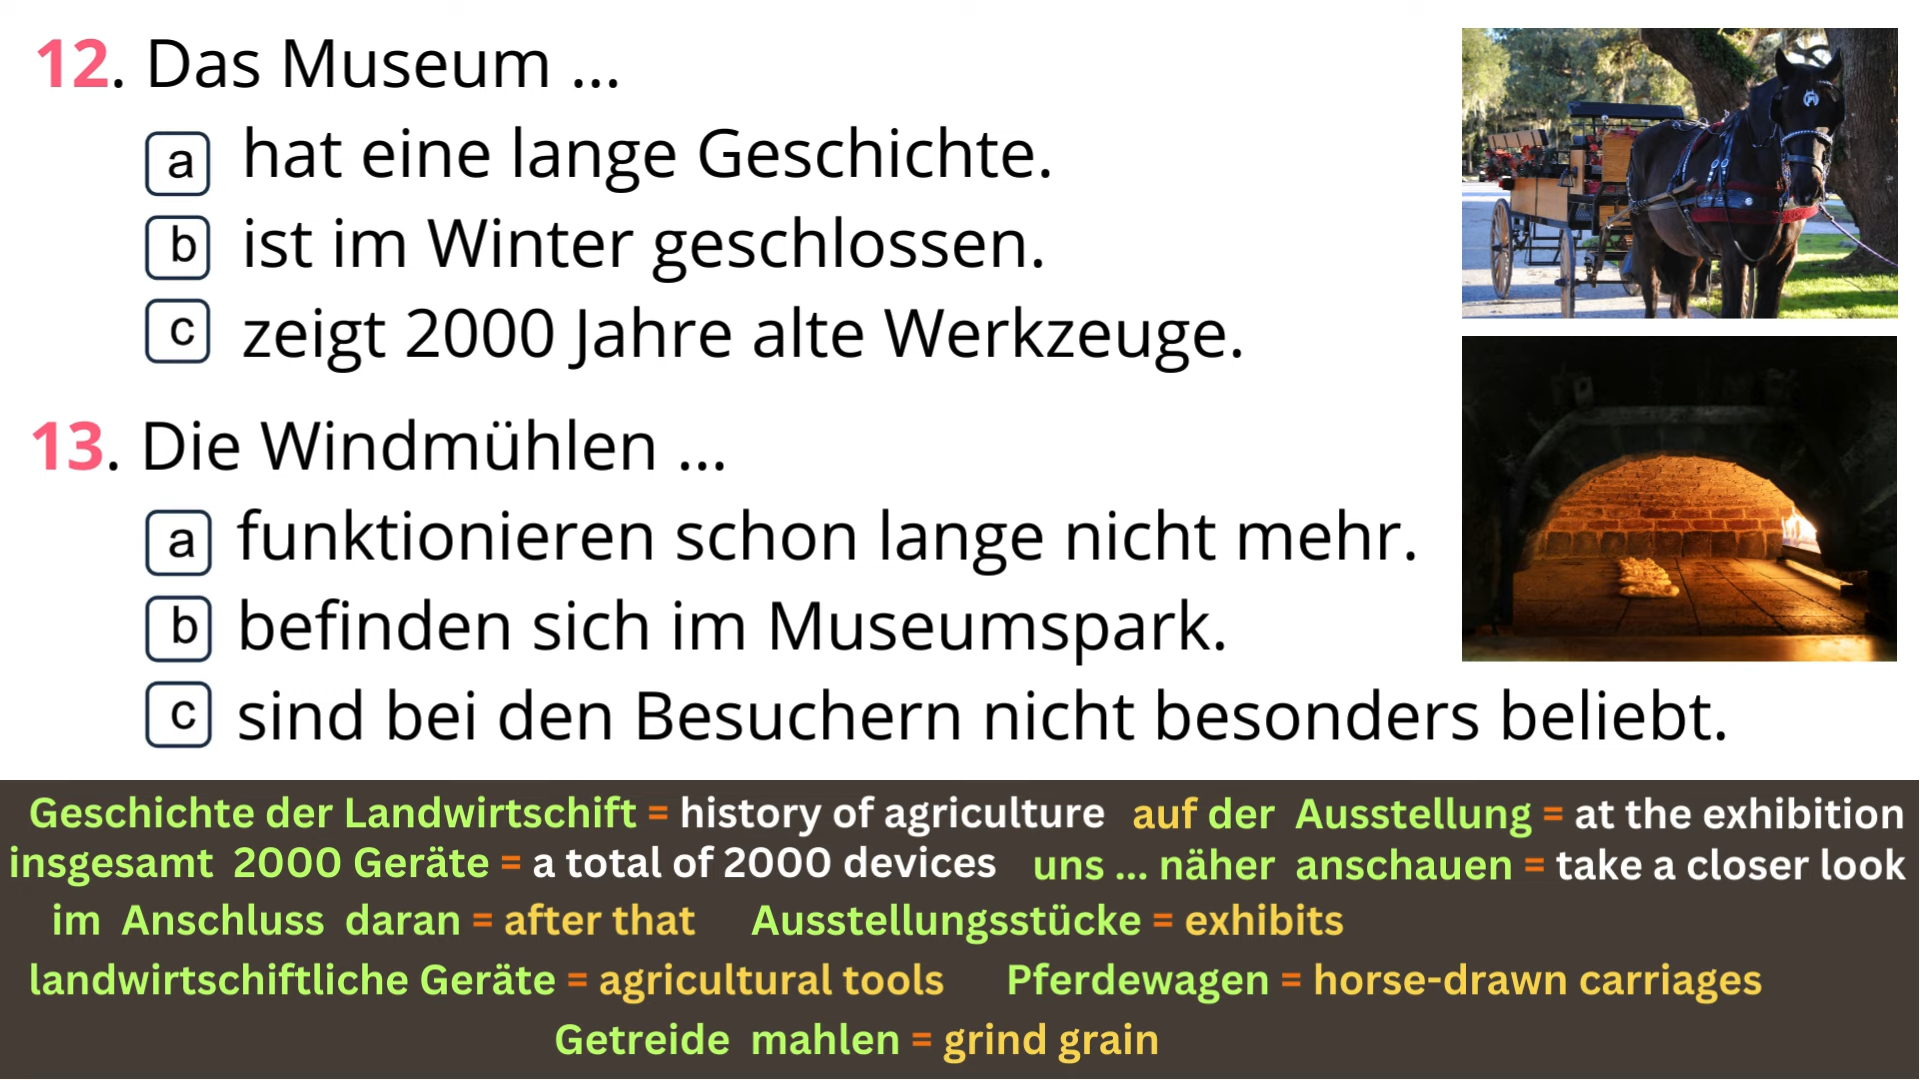 12. Das Museum ...
a hat eine lange Geschichte.
b ist im Winter geschlossen.
c zeigt 2000 Jahre alte Werkzeuge.
13. Die Windmühlen ...
a funktionieren schon lange nicht mehr.
b befinden sich im Museumspark.
c sind bei den Besuchern nicht besonders beliebt.
Geschichte der Landwirtschift = history of agriculture auf der Ausstellung = at the exhibition
insgesamt 2000 Geräte = a total of 2000 devices uns ... näher anschauen = take a closer look
im Anschluss daran = after that Ausstellungsstücke = exhibits
landwirtschiftliche Geräte = agricultural tools Pferdewagen = horse-drawn carriages
Getreide mahlen = grind grain